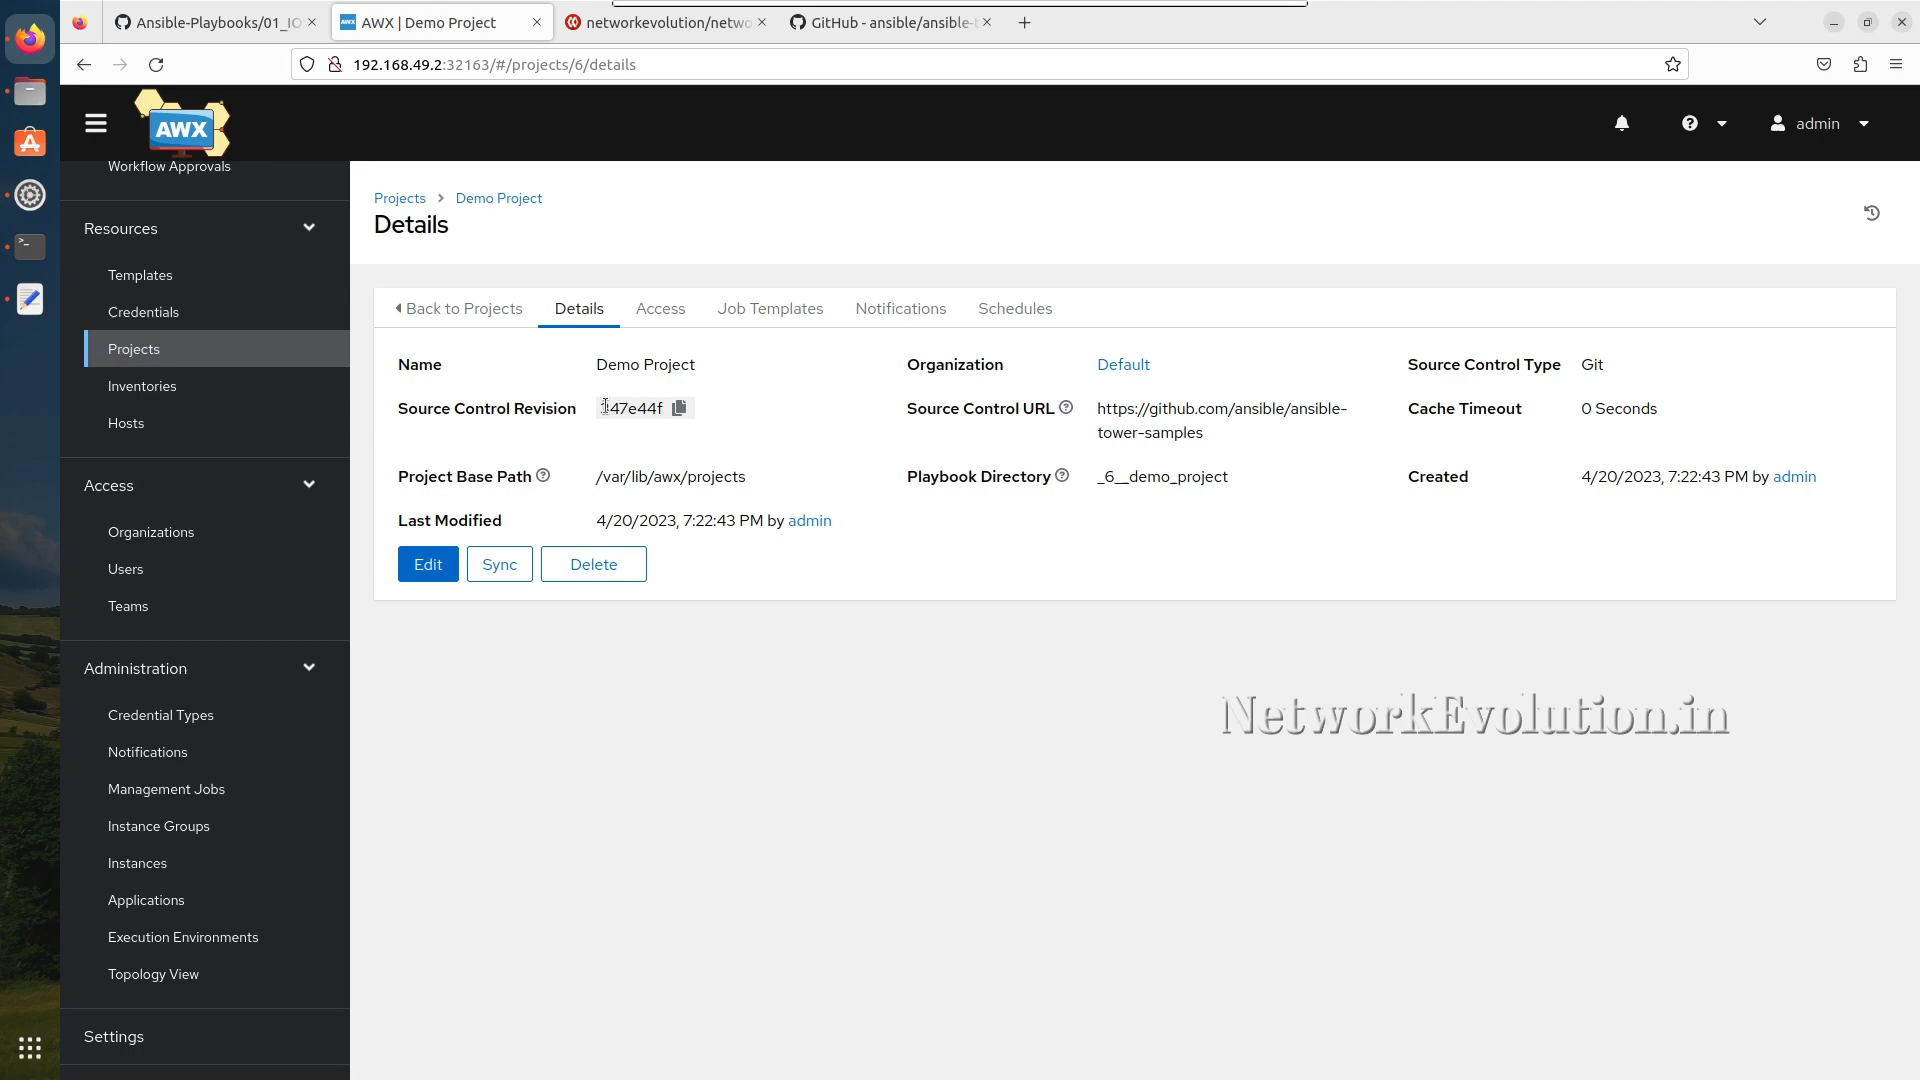 Ansible-Playbooks/01_IO
AWX | Demo Project
networkevolution/netwo
GitHub - ansible/ansible-t
192.168.49.2:32163/#/projects/6/details
AWX
admin
Workflow Approvals
Resources
Templates
Credentials
Projects
Inventories
Hosts
Access
Organizations
Users
Teams
Administration
Credential Types
Notifications
Management Jobs
Instance Groups
Instances
Applications
Execution Environments
Topology View
Settings
Projects > Demo Project
Details
Back to Projects Details Access Job Templates Notifications Schedules
Name Demo Project Organization Default Source Control Type Git
Source Control Revision 47e44f Source Control URL https://github.com/ansible/ansible-
tower-samples
Cache Timeout 0 Seconds
Project Base Path /var/lib/awx/projects Playbook Directory _6__demo_project Created 4/20/2023, 7:22:43 PM by admin
Last Modified 4/20/2023, 7:22:43 PM by admin
Edit Sync Delete
NetworkEvolution.in